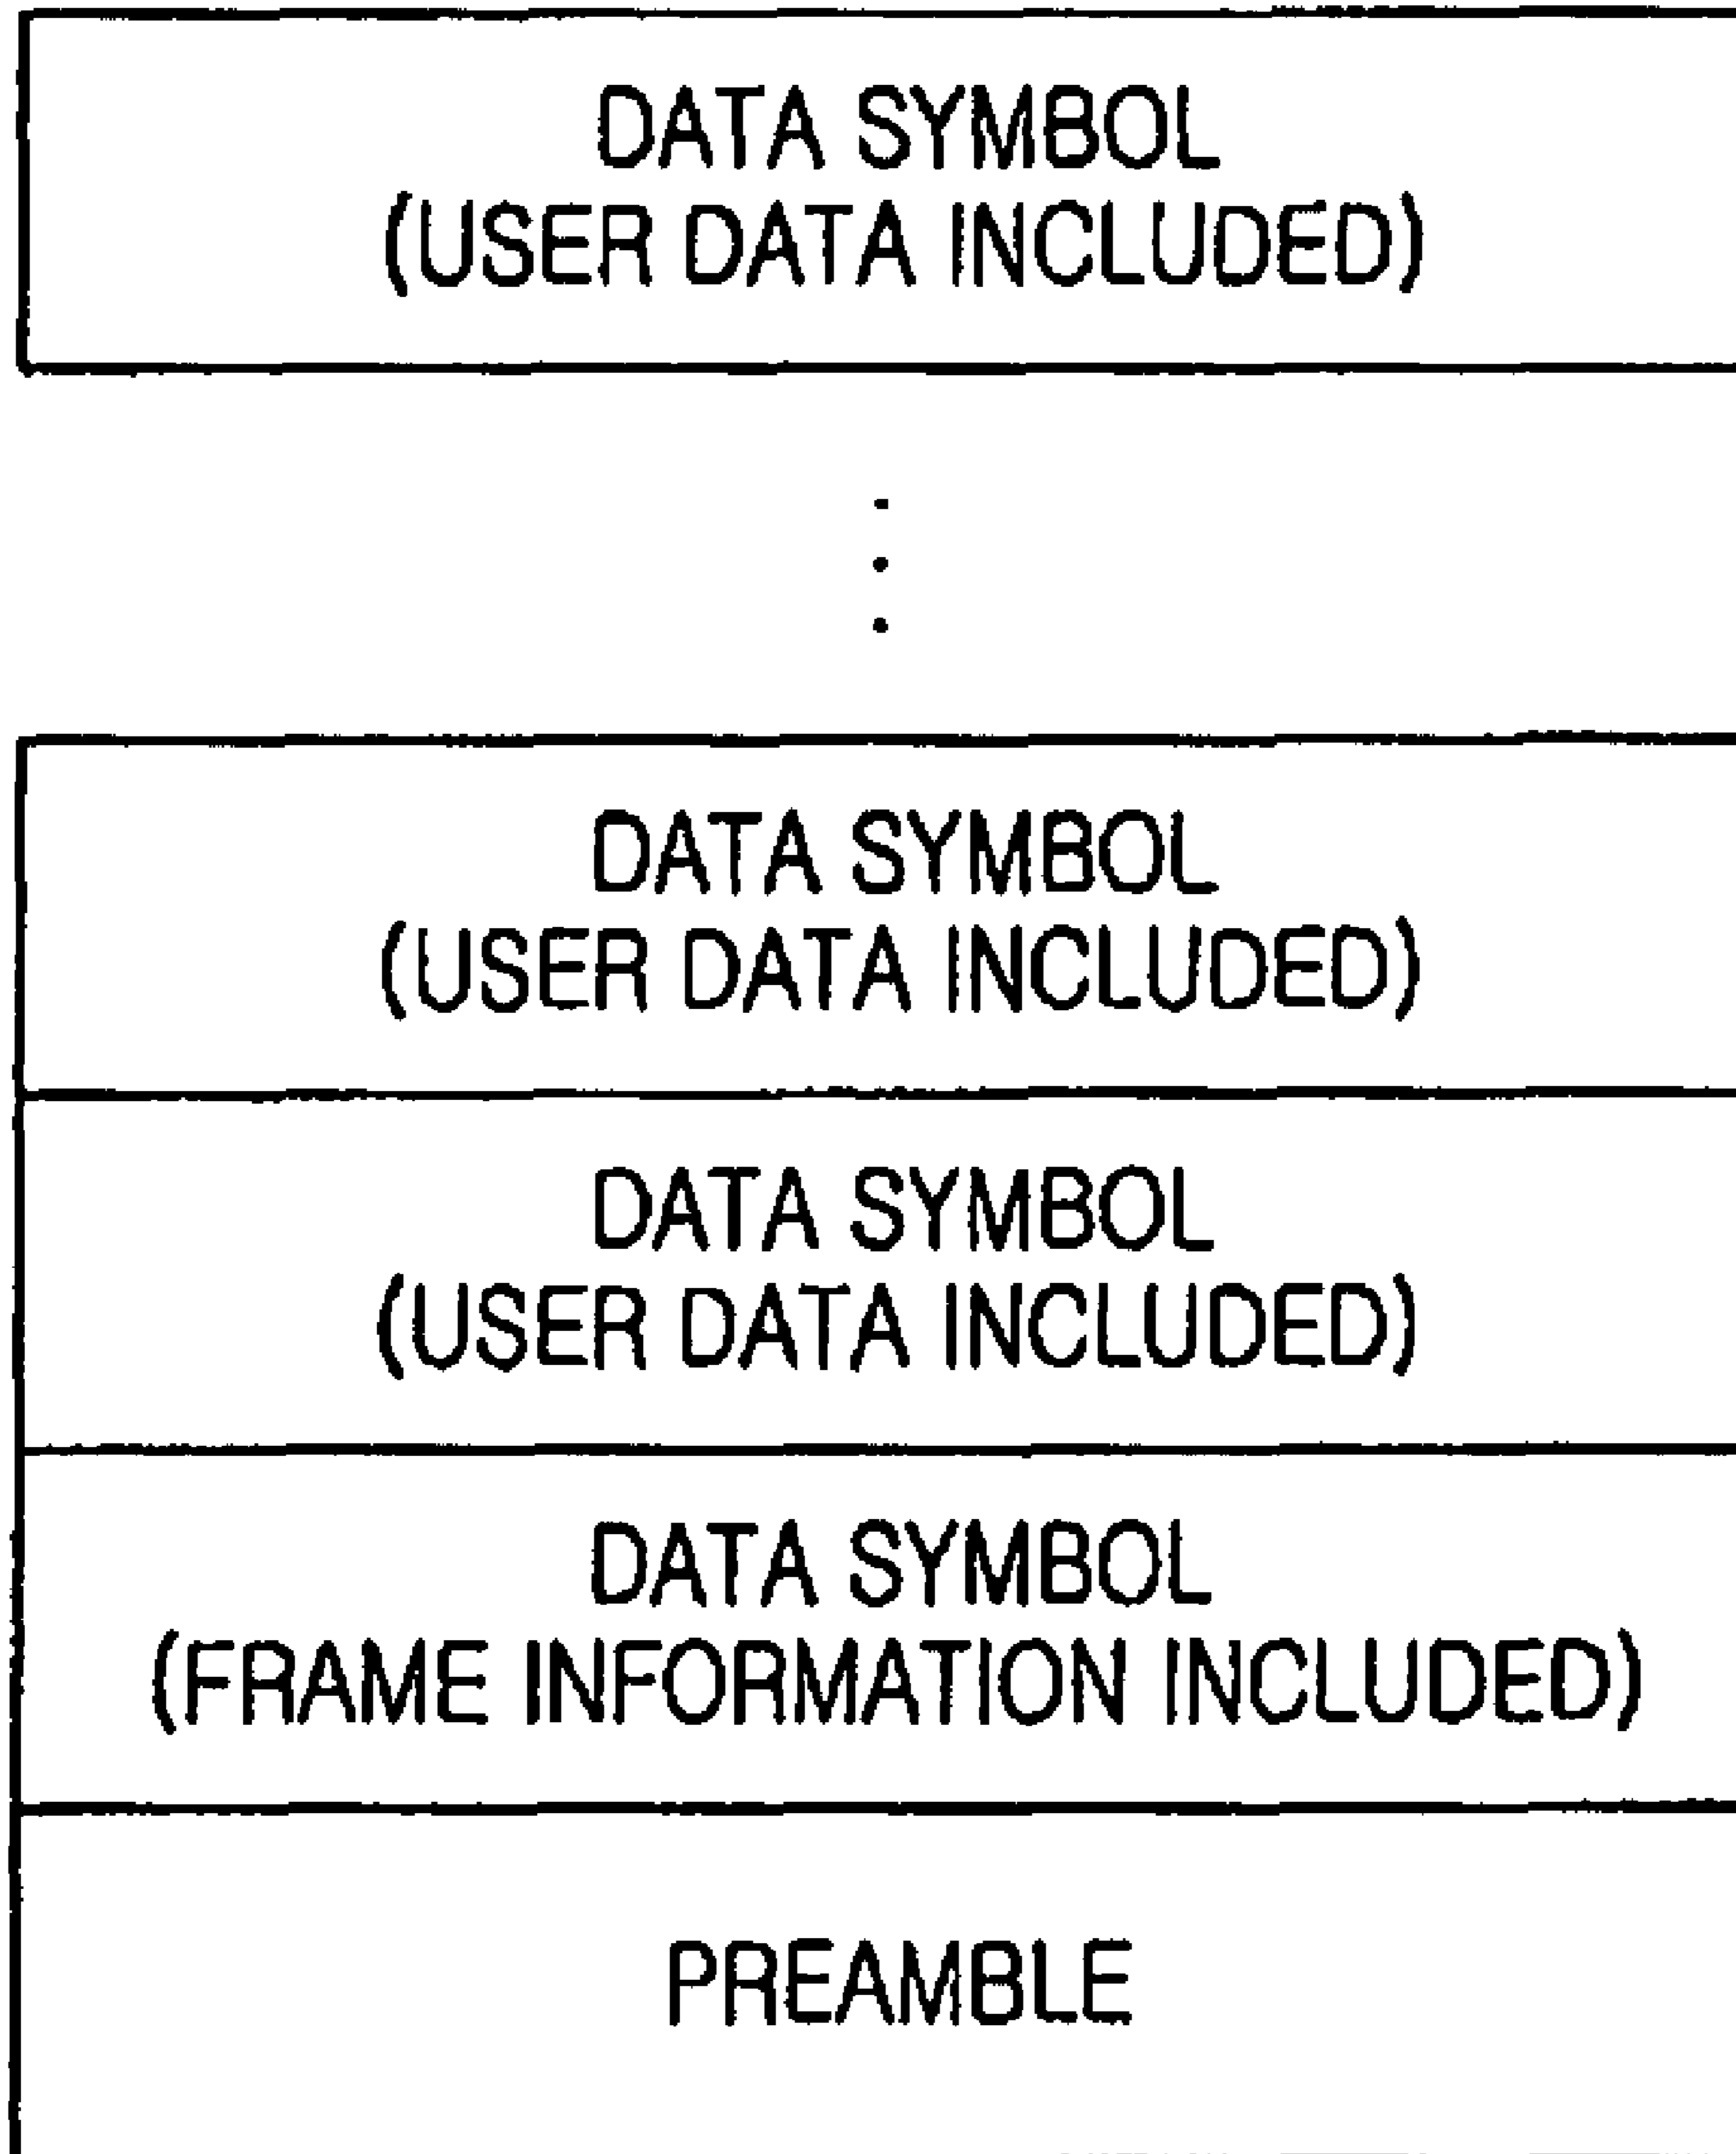 DATA SYMBOL
(USER DATA INCLUDED)
DATA SYMBOL
(USER DATA INCLUDED)
DATA SYMBOL
(USER DATA INCLUDED)
DATA SYMBOL
(FRAME INFORMATION INCLUDED)
PREAMBLE